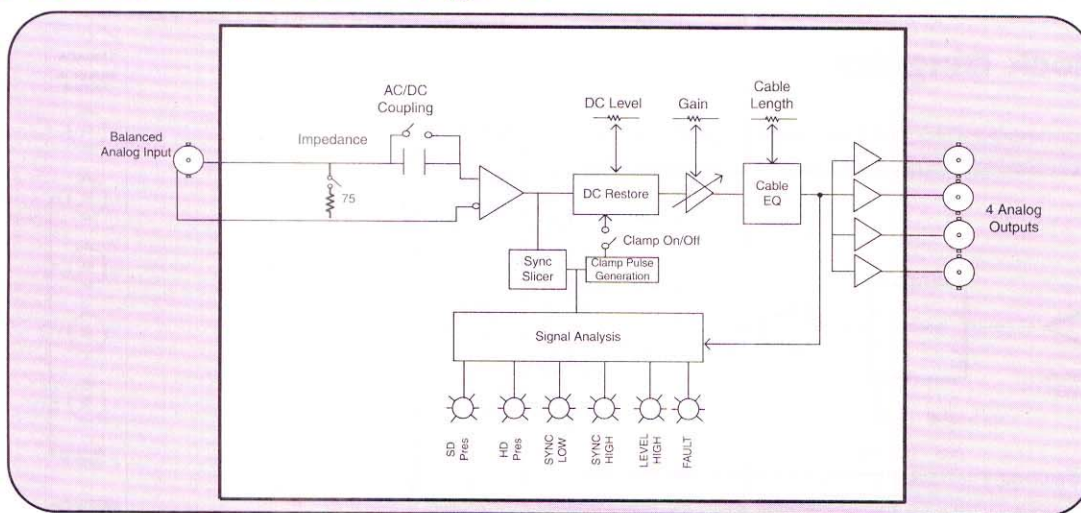 AC/DC
Coupling
DC Level
Gain
Cable
Length
Balanced
Analog Input
Impedance
75
DC Restore
Cable
EQ
4 Analog
Outputs
Clamp On/Off
Sync
Slicer
Clamp Pulse
Generation
Signal Analysis
SD
Pres
HD
Pres
SYNC
LOW
SYNC
HIGH
LEVEL
HIGH
FAULT